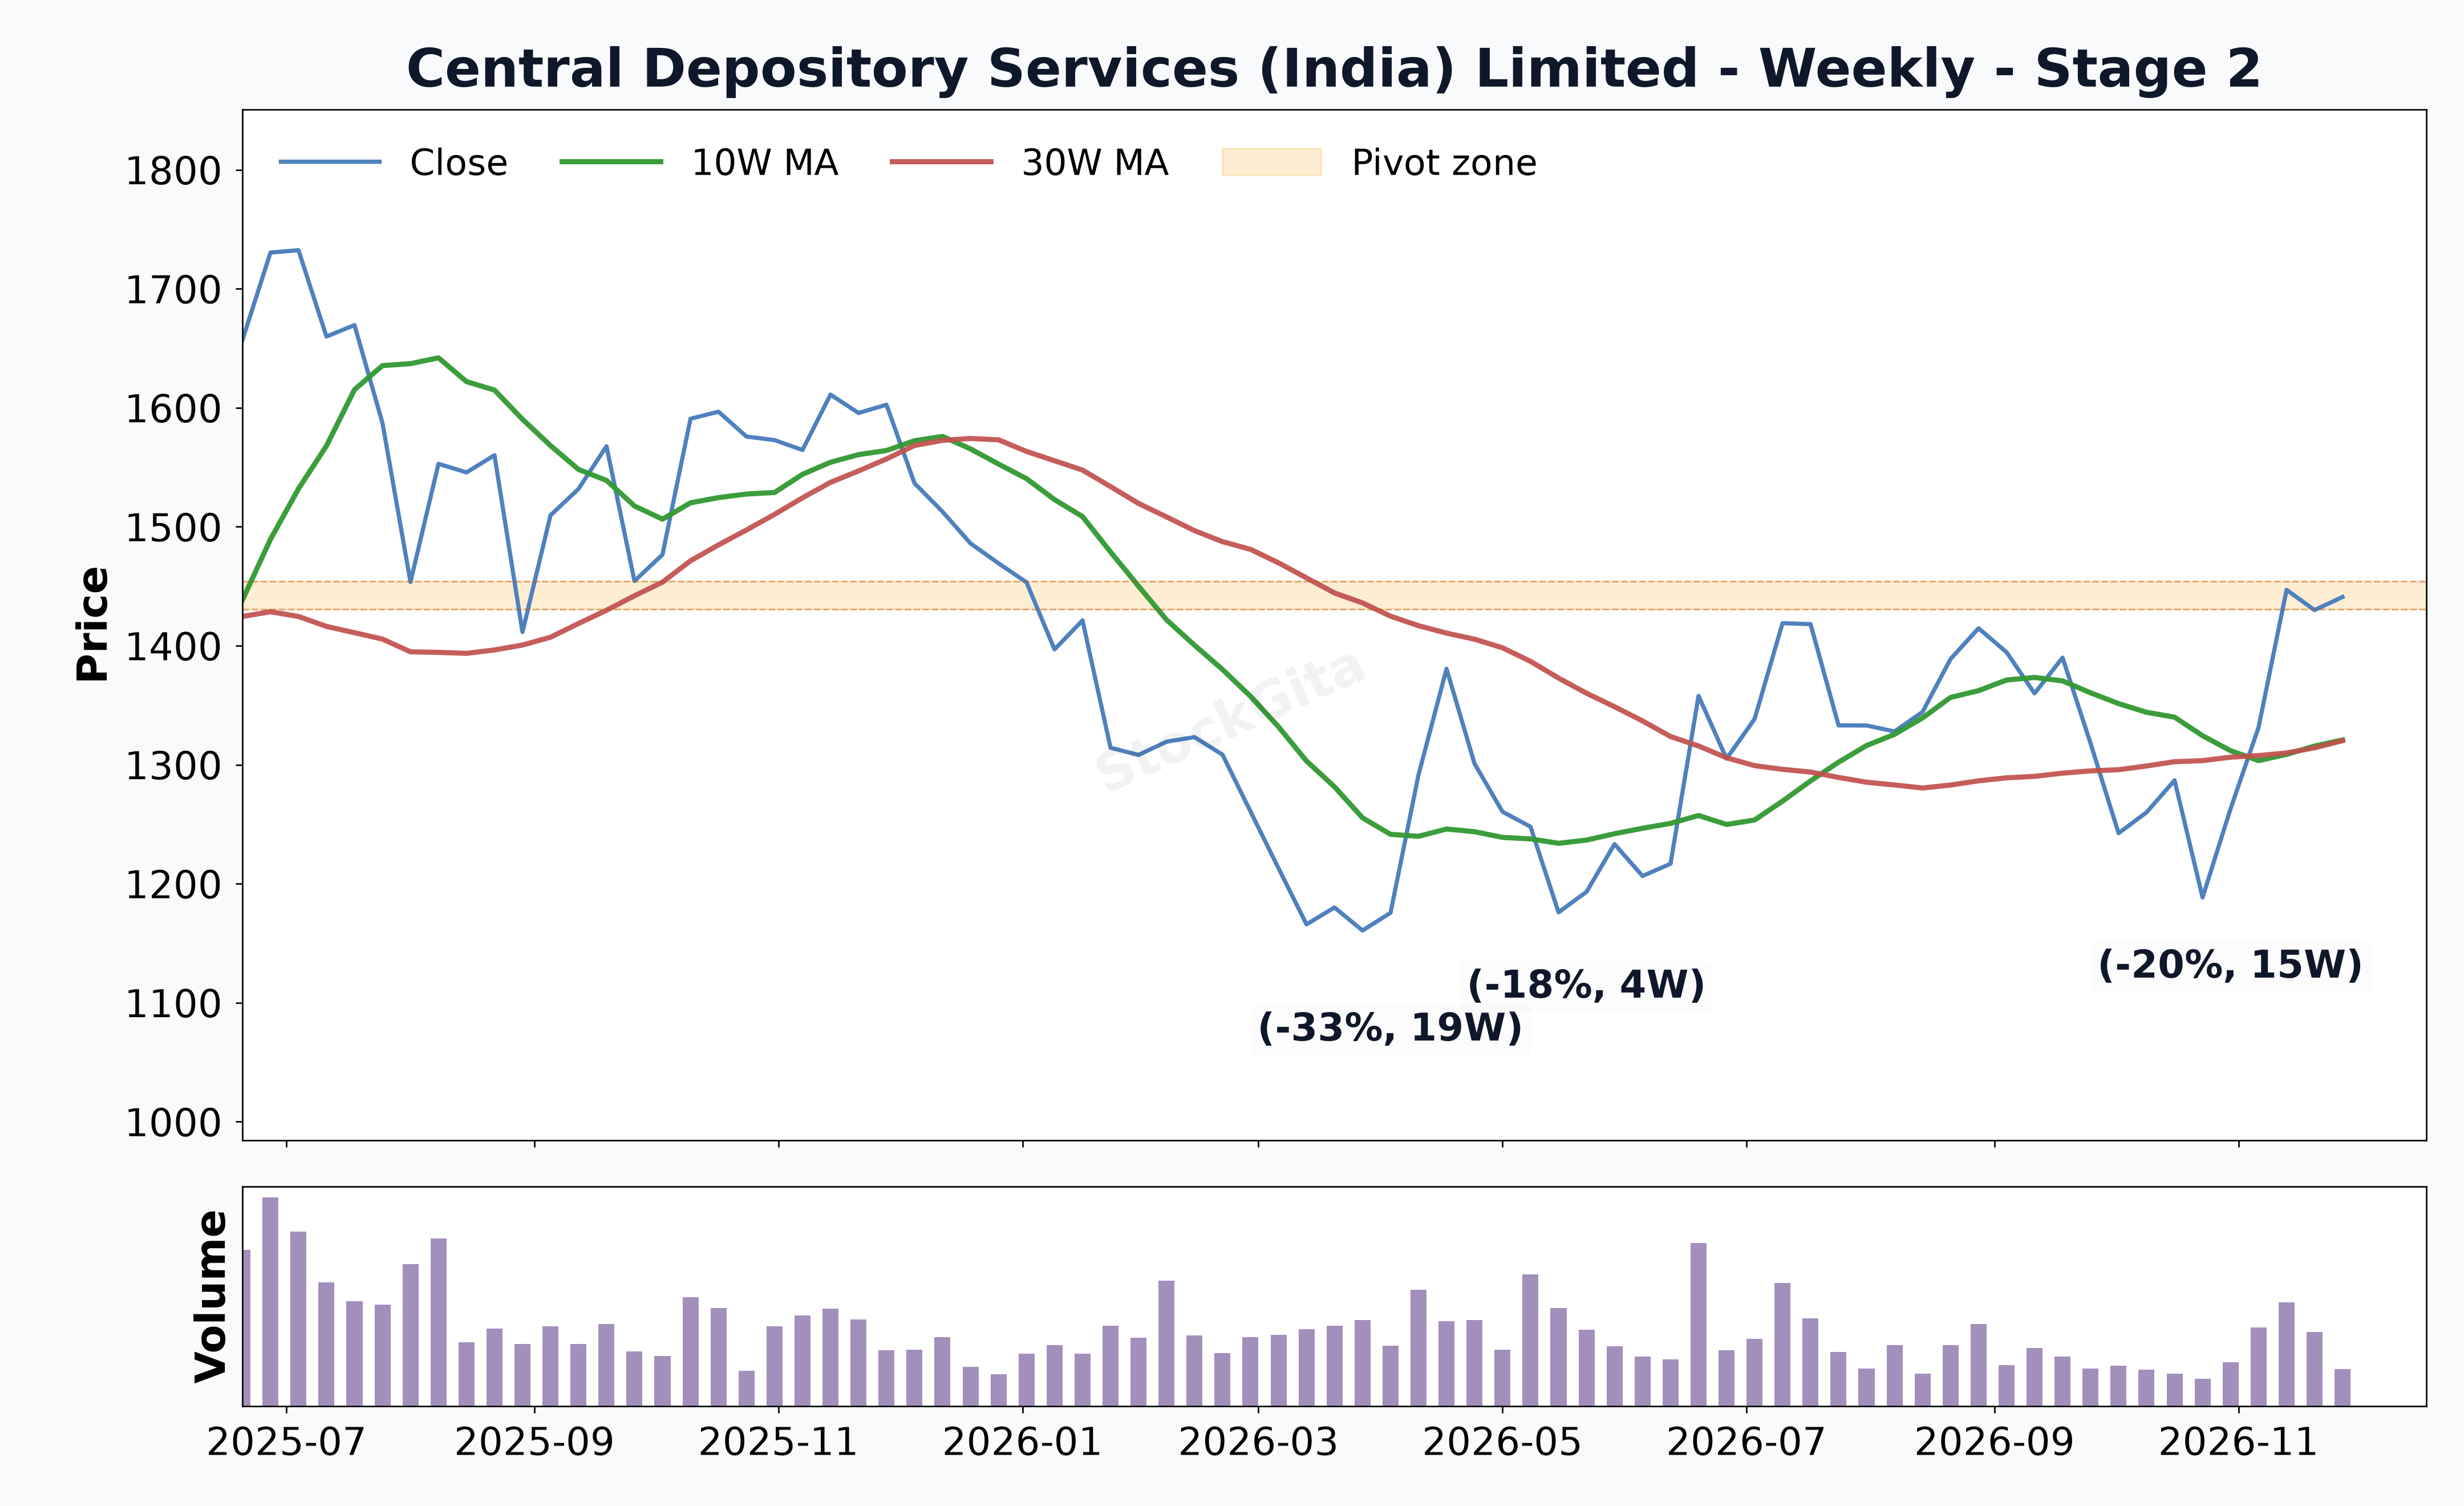 Central Depository Services (India) Limited - Weekly - Stage 2
Close 10W MA 30W MA Pivot zone
1800
1700
1600
1500
1400
1300
1200
1100
1000
Price
StockGita
(-33%, 19W)
(-18%, 4W)
(-20%, 15W)
Volume
2025-07 2025-09 2025-11 2026-01 2026-03 2026-05 2026-07 2026-09 2026-11